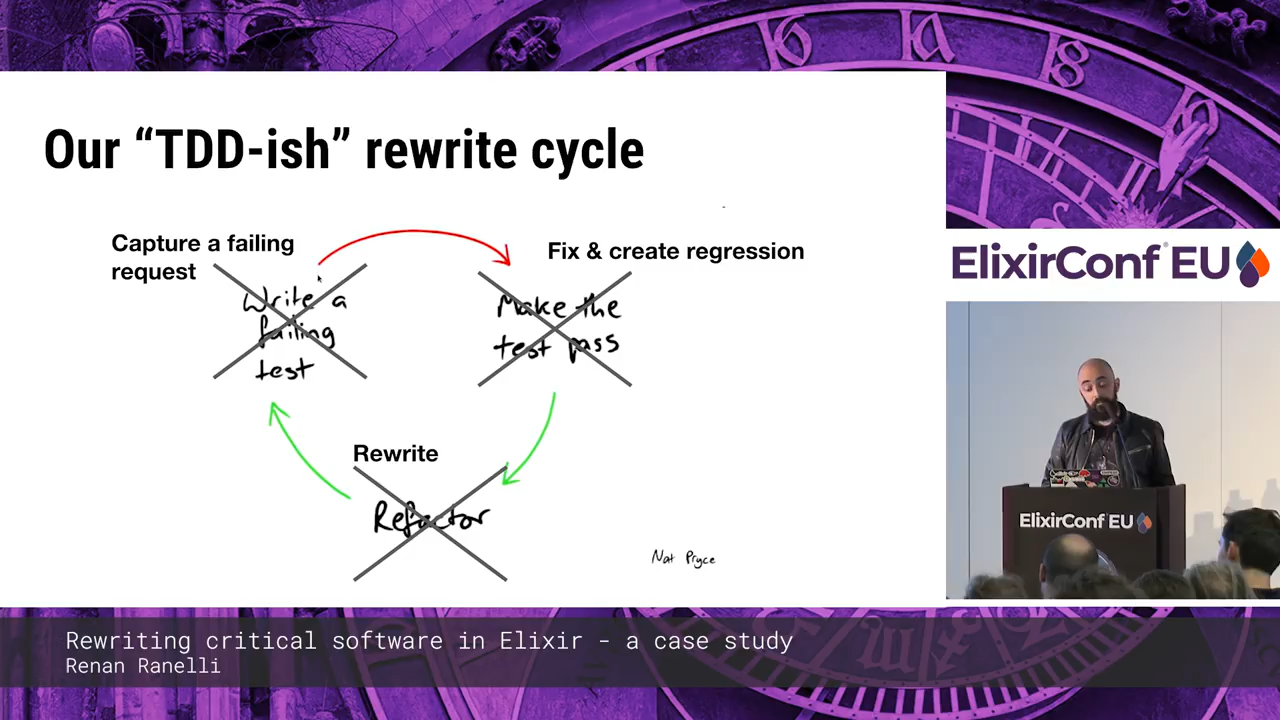 Our “TDD-ish” rewrite cycle
Capture a failing
request
Write a
failing
test
Fix & create regression
Make the
test pass
Rewrite
Refactor
Nat Pryce
ElixirConf® EU
ElixirConf EU
Rewriting critical software in Elixir - a case study
Renan Ranelli